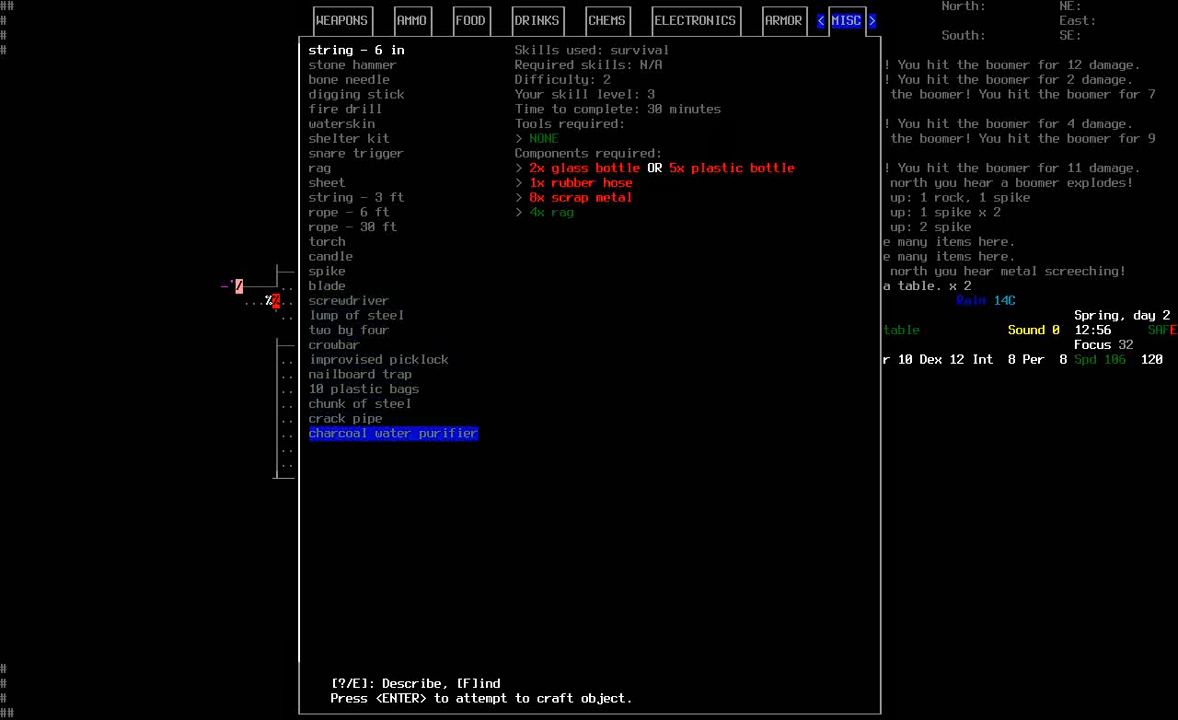 WEAPONS AMMO FOOD DRINKS CHEMS ELECTRONICS ARMOR < MISC >
string - 6 in
stone hammer
bone needle
digging stick
fire drill
waterskin
shelter kit
snare trigger
rag
sheet
string - 3 ft
rope - 6 ft
rope - 30 ft
torch
candle
spike
blade
screwdriver
lump of steel
two by four
crowbar
improvised picklock
nailboard trap
10 plastic bags
chunk of steel
crack pipe
charcoal water purifier
Skills used: survival
Required skills: N/A
Difficulty: 2
Your skill level: 3
Time to complete: 30 minutes
Tools required:
> NONE
Components required:
> 2x glass bottle OR 5x plastic bottle
> 1x rubber hose
> 8x scrap metal
> 4x rag
[?/E]: Describe, [F]ind
Press <ENTER> to attempt to craft object.
North: NE:
East:
South: SE:
! You hit the boomer for 12 damage.
! You hit the boomer for 2 damage.
the boomer! You hit the boomer for 7
! You hit the boomer for 4 damage.
the boomer! You hit the boomer for 9
! You hit the boomer for 11 damage.
north you hear a boomer explodes!
up: 1 rock, 1 spike
up: 1 spike x 2
up: 2 spike
e many items here.
e many items here.
north you hear metal screeching!
a table. x 2
Rain 14C
Spring, day 2
table Sound 0 12:56 SAFE
Focus 32
r 10 Dex 12 Int 8 Per 8 Spd 106 120